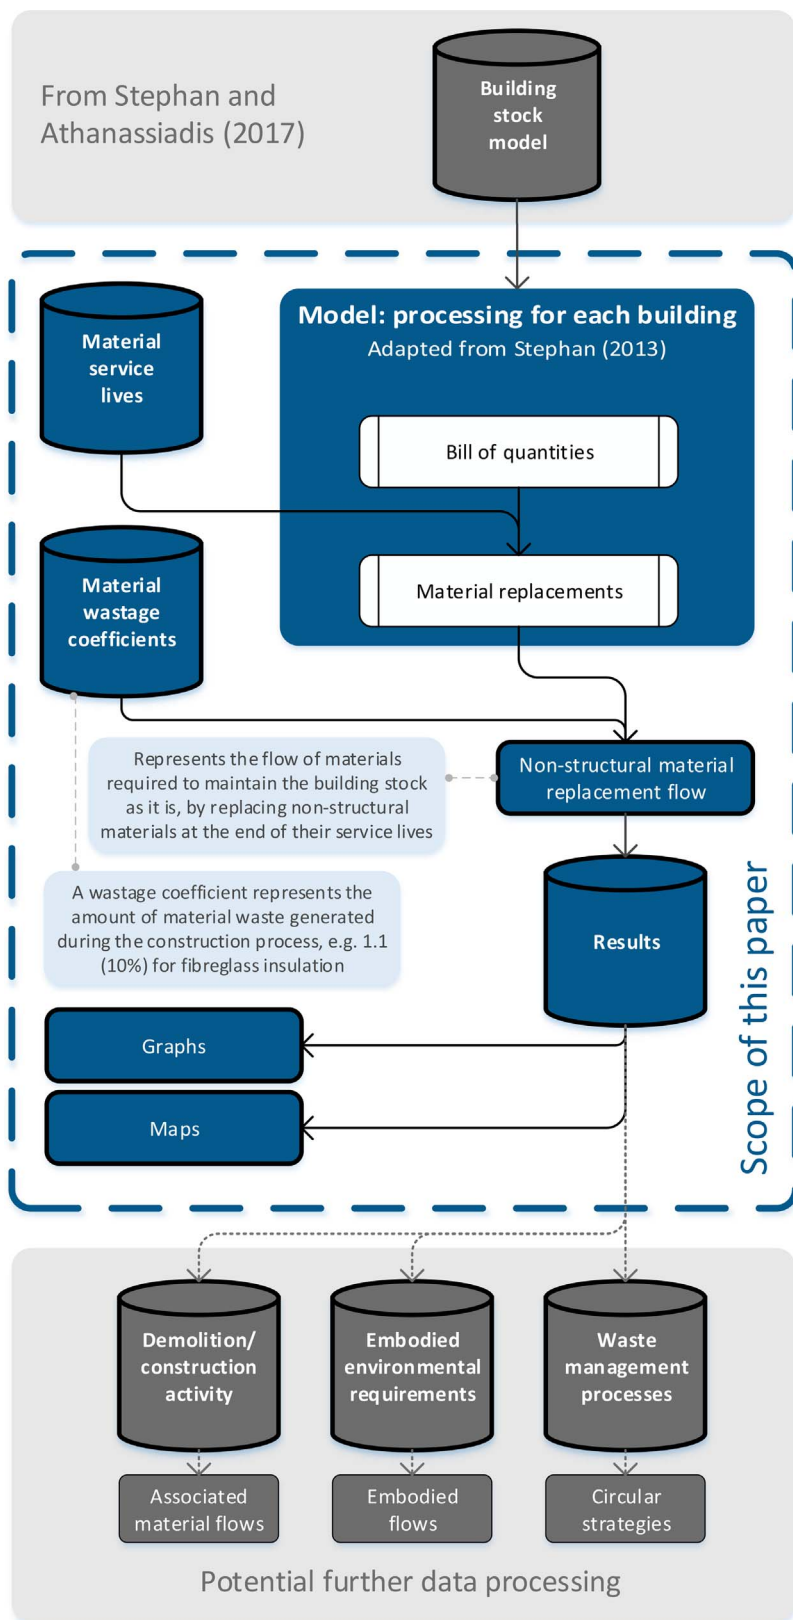 From Stephan and
Athanassiadis (2017)
Building
stock
model
Material
service
lives
Model: processing for each building
Adapted from Stephan (2013)
Bill of quantities
Material replacements
Material
wastage
coefficients
Represents the flow of materials
required to maintain the building stock
as it is, by replacing non-structural
materials at the end of their service lives
Non-structural material
replacement flow
A wastage coefficient represents the
amount of material waste generated
during the construction process, e.g. 1.1
(10%) for fibreglass insulation
Results
Scope of this paper
Graphs
Maps
Demolition/
construction
activity
Embodied
environmental
requirements
Waste
management
processes
Associated
material flows
Embodied
flows
Circular
strategies
Potential further data processing